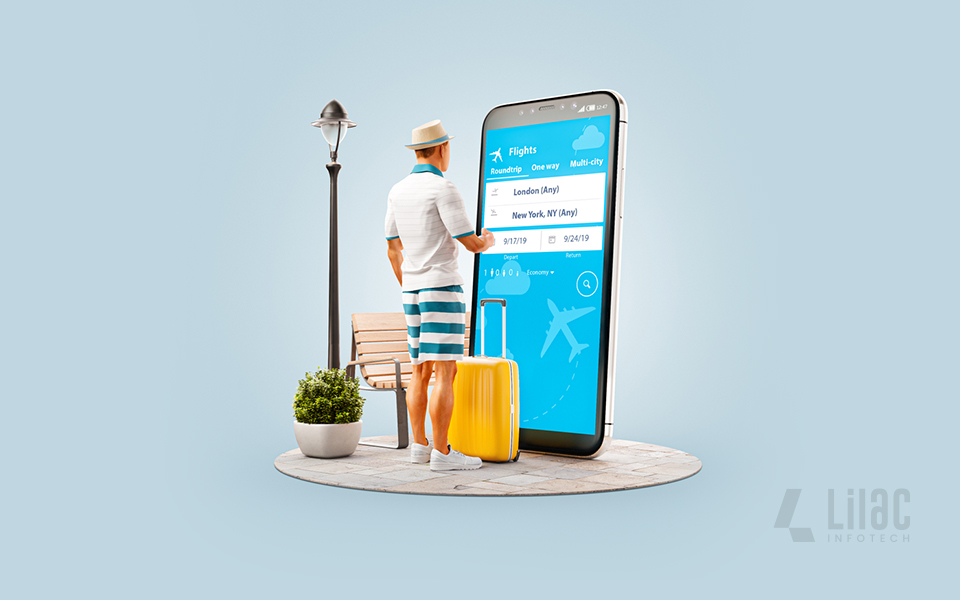 12:47
Flights
Roundtrip One way Multi-city
London (Any)
New York, NY (Any)
9/17/19 9/24/19
Depart Return
1 0 0 Economy
Lilac
INFOTECH